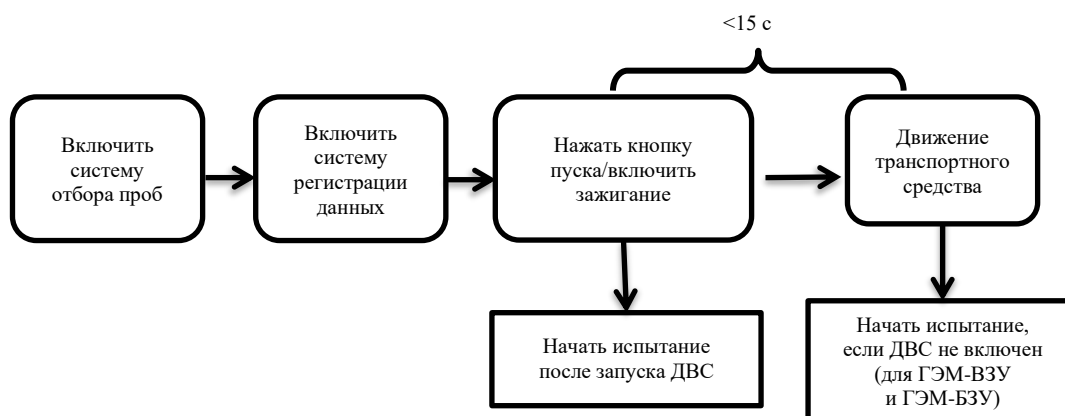 <15 с
Включить
систему
отбора проб
Включить
систему
регистрации
данных
Нажать кнопку
пуска/включить
зажигание
Движение
транспортного
средства
Начать испытание
после запуска ДВС
Начать испытание,
если ДВС не включен
(для ГЭМ-ВЗУ
и ГЭМ-БЗУ)